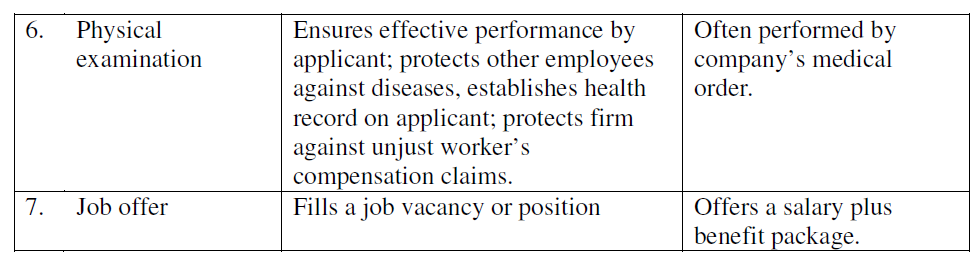 6. Physical examination
Ensures effective performance by
applicant; protects other employees
against diseases, establishes health
record on applicant; protects firm
against unjust worker's
compensation claims.
Often performed by
company's medical
order.
7. Job offer
Fills a job vacancy or position
Offers a salary plus
benefit package.